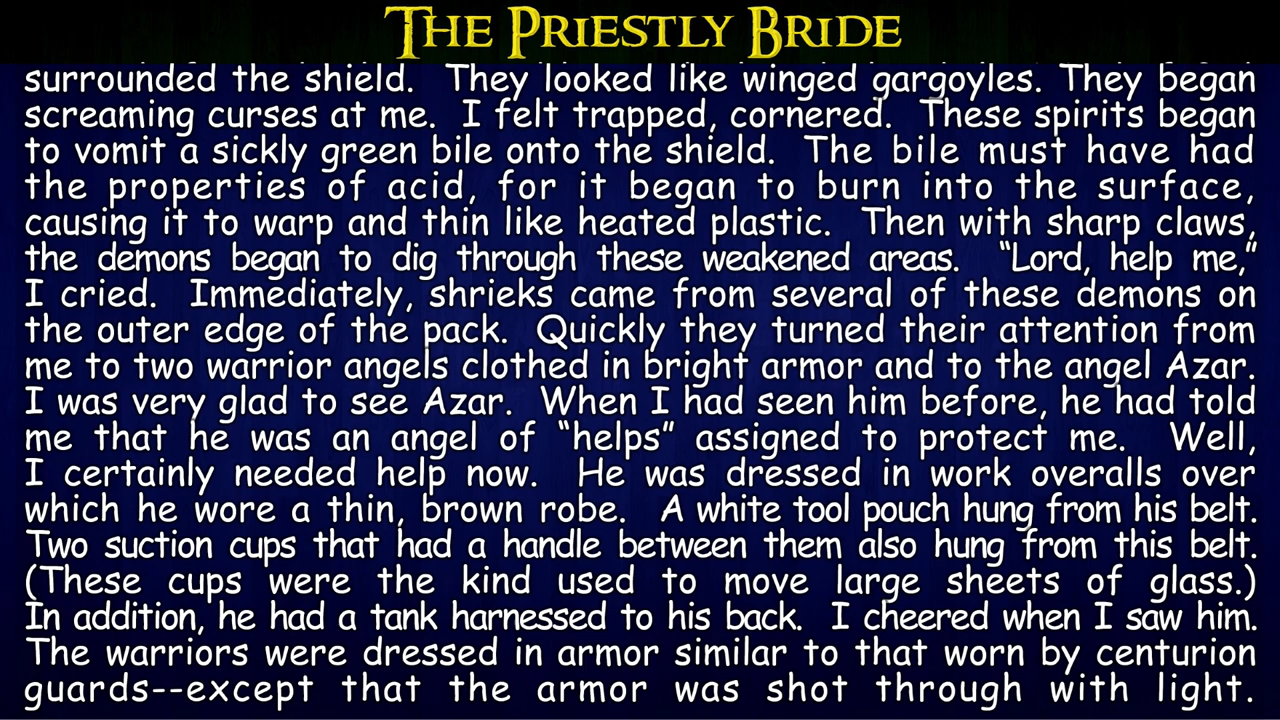 The Priestly Bride
surrounded the shield. They looked like winged gargoyles. They began
screaming curses at me. I felt trapped, cornered. These spirits began
to vomit a sickly green bile onto the shield. The bile must have had
the properties of acid, for it began to burn into the surface,
causing it to warp and thin like heated plastic. Then with sharp claws,
the demons began to dig through these weakened areas. “Lord, help me,”
I cried. Immediately, shrieks came from several of these demons on
the outer edge of the pack. Quickly they turned their attention from
me to two warrior angels clothed in bright armor and to the angel Azar.
I was very glad to see Azar. When I had seen him before, he had told
me that he was an angel of “helps” assigned to protect me. Well,
I certainly needed help now. He was dressed in work overalls over
which he wore a thin, brown robe. A white tool pouch hung from his belt.
Two suction cups that had a handle between them also hung from this belt.
(These cups were the kind used to move large sheets of glass.)
In addition, he had a tank harnessed to his back. I cheered when I saw him.
The warriors were dressed in armor similar to that worn by centurion
guards--except that the armor was shot through with light.